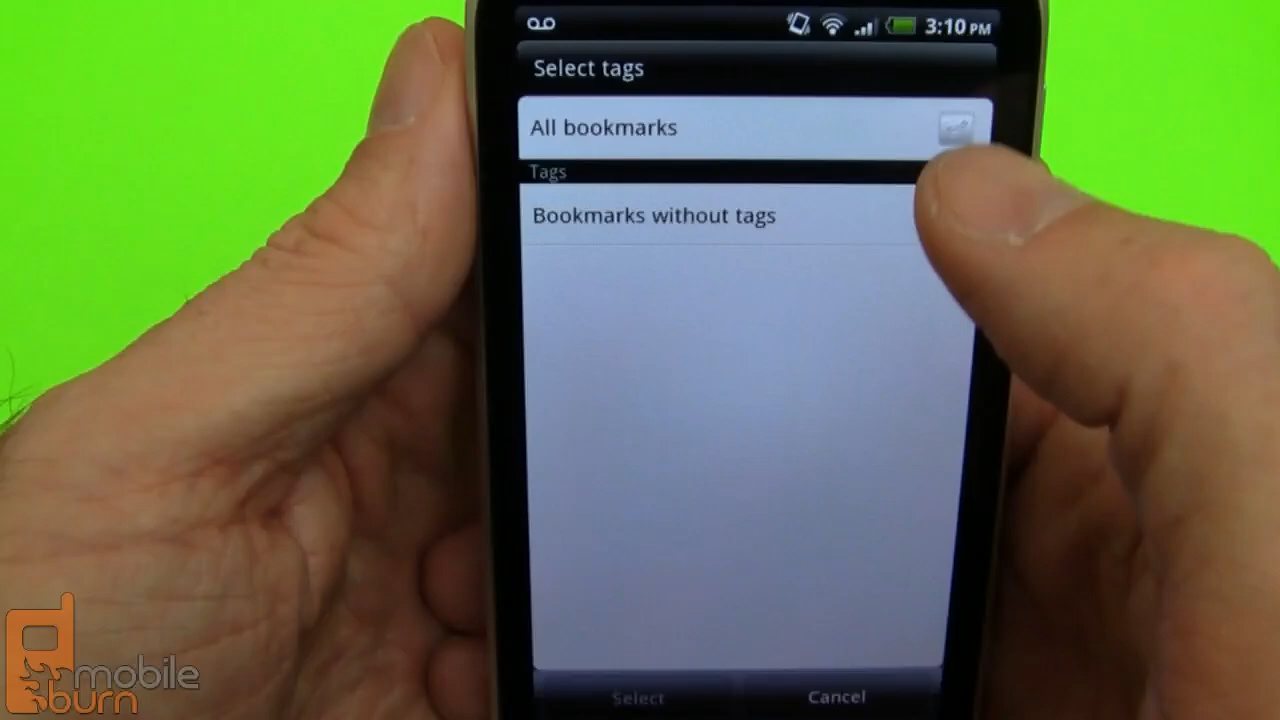 3:10 PM
Select tags
All bookmarks
Tags
Bookmarks without tags
Select
Cancel
mobile
burn